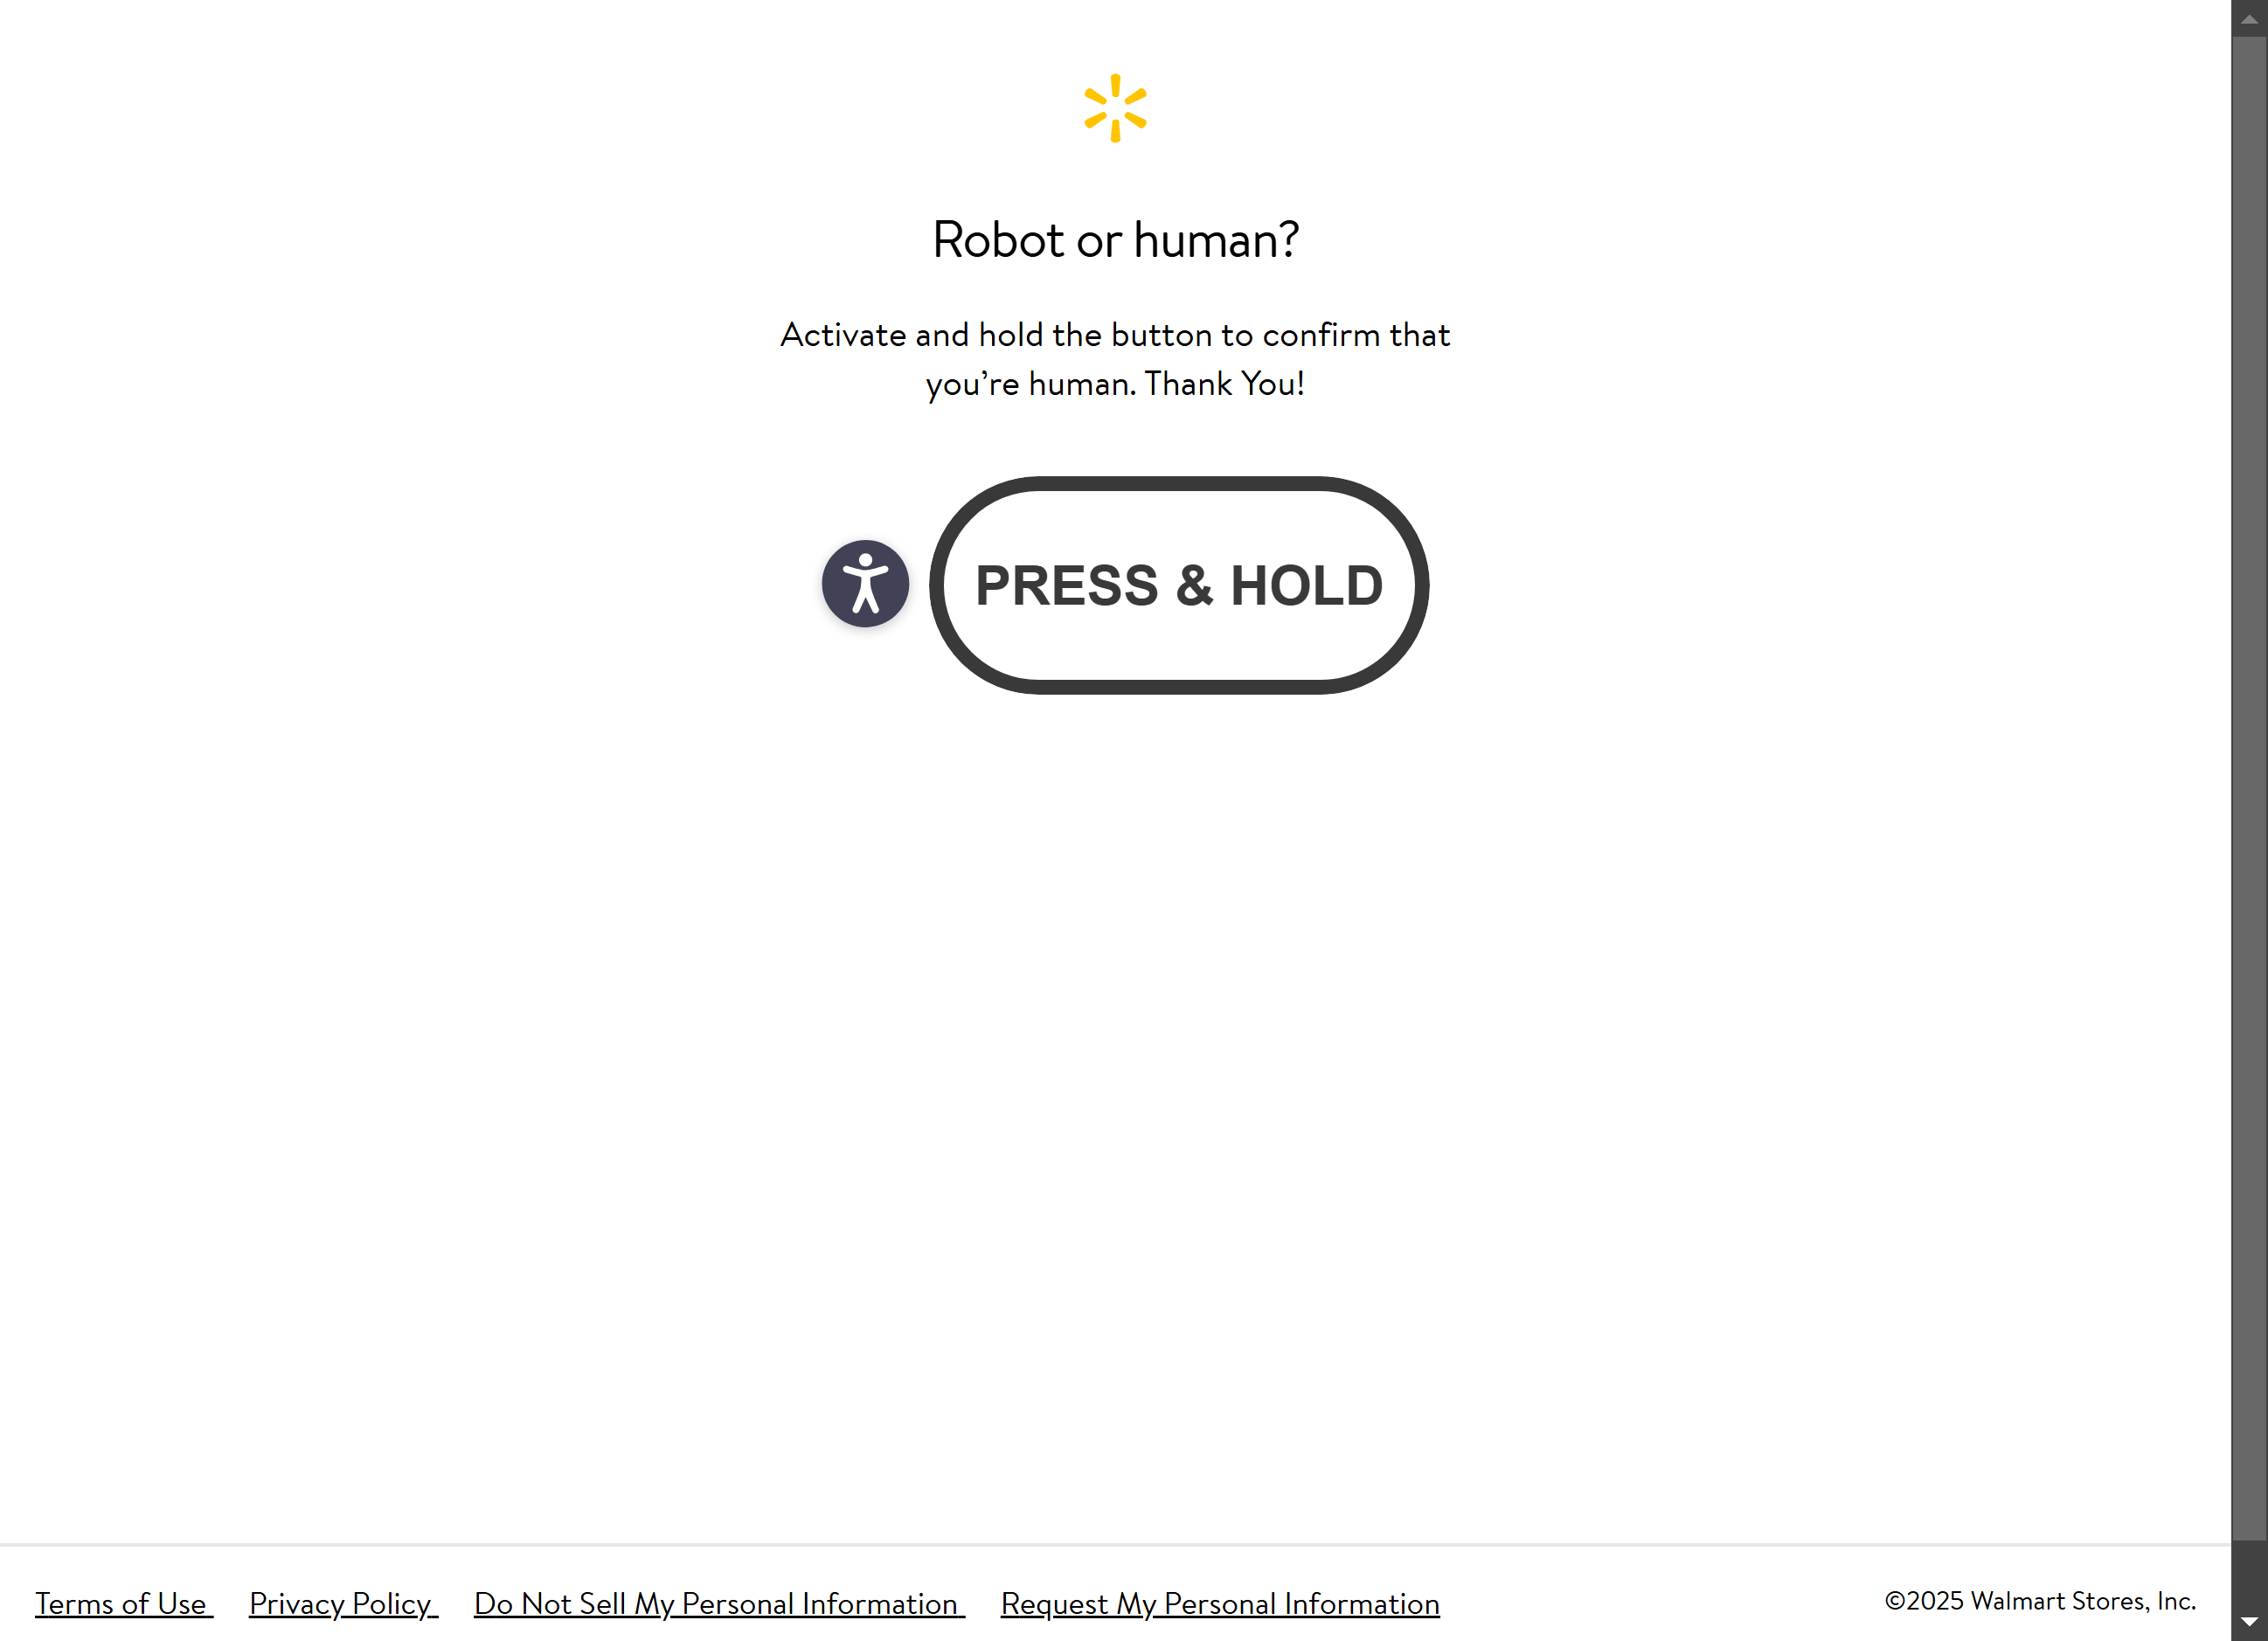 Robot or human?
Activate and hold the button to confirm that
you’re human. Thank You!
PRESS & HOLD
Terms of Use Privacy Policy Do Not Sell My Personal Information Request My Personal Information ©2025 Walmart Stores, Inc.